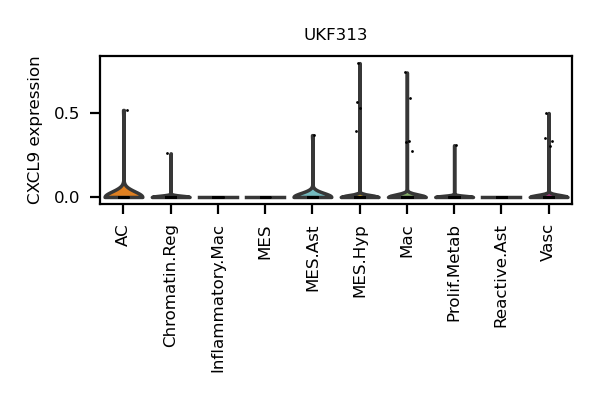 UKF313
CXCL9 expression
0.5
0.0
AC
Chromatin.Reg
Inflammatory.Mac
MES
MES.Ast
MES.Hyp
Mac
Prolif.Metab
Reactive.Ast
Vasc